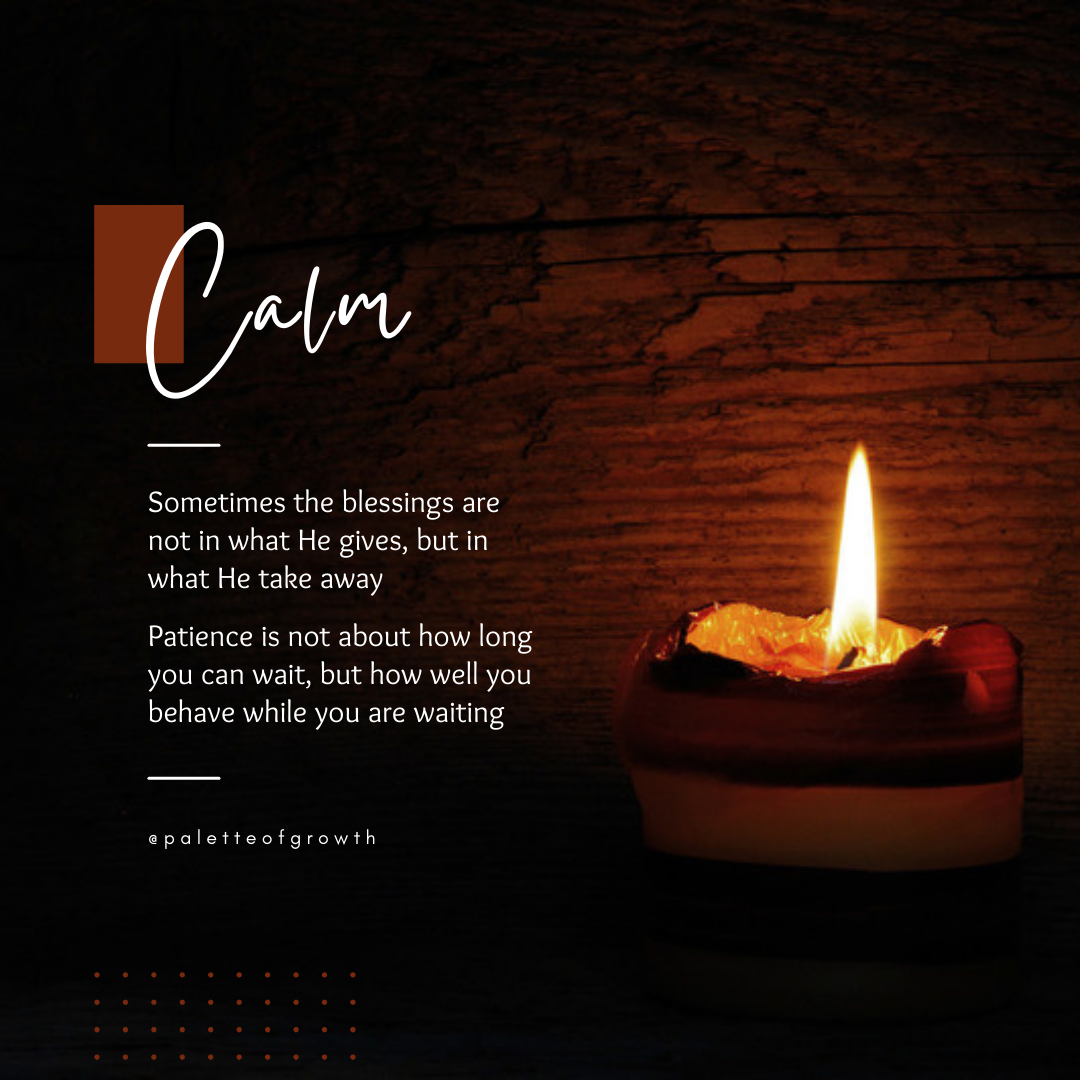 Calm
Sometimes the blessings are
not in what He gives, but in
what He take away
Patience is not about how long
you can wait, but how well you
behave while you are waiting
@paletteofgrowth